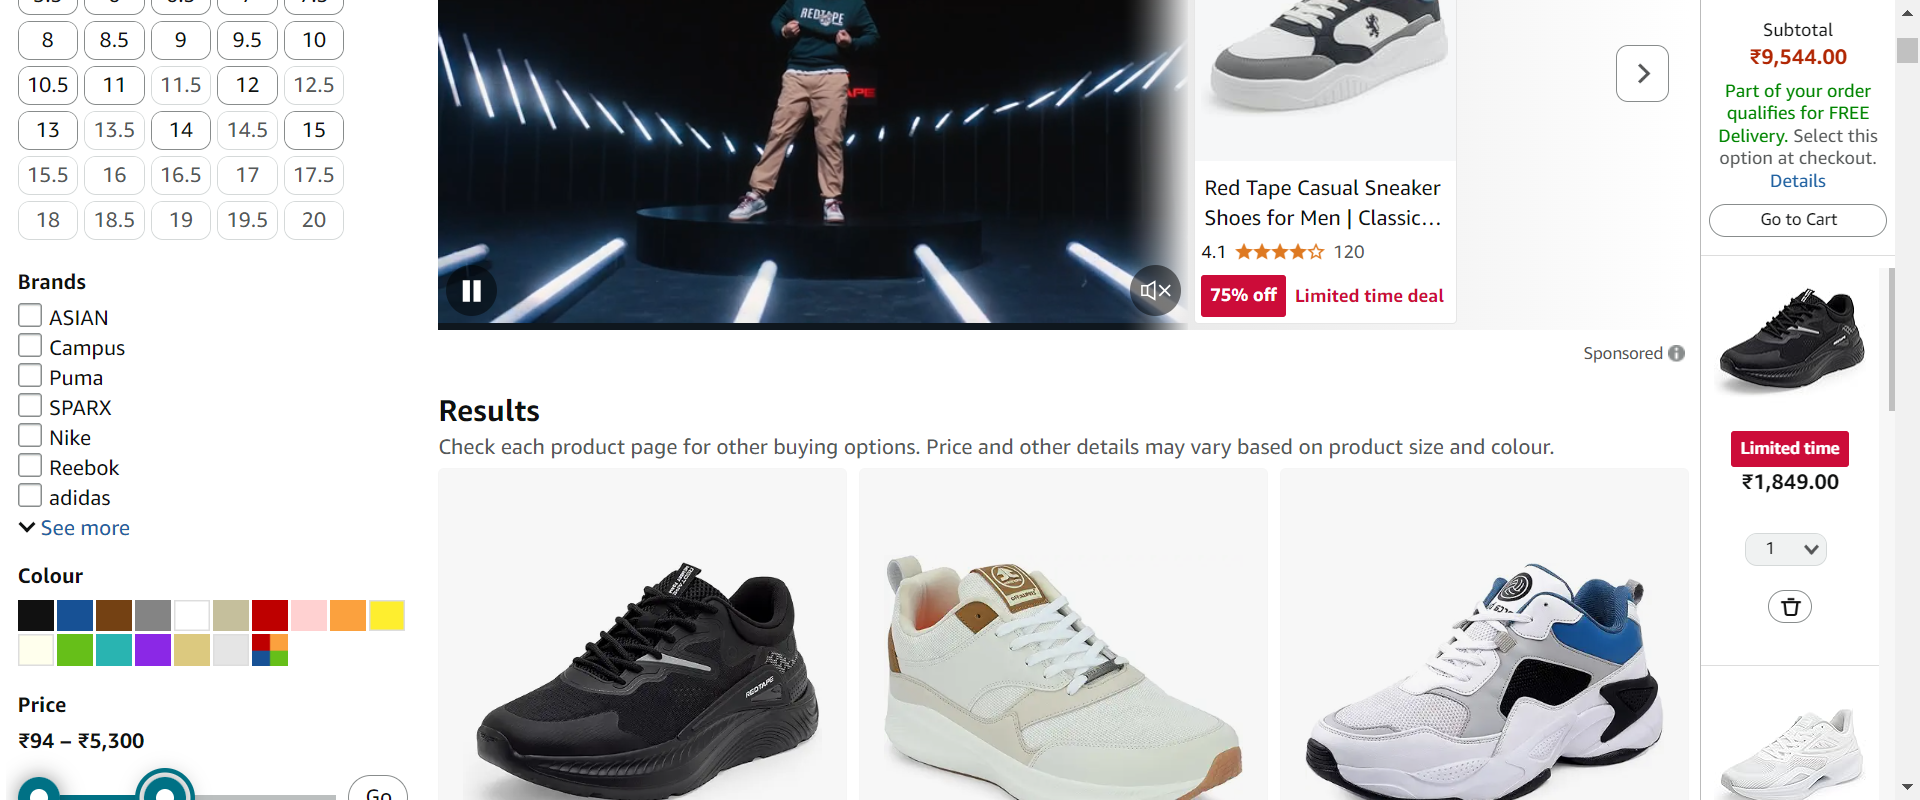 8 8.5 9 9.5 10
10.5 11 11.5 12 12.5
13 13.5 14 14.5 15
15.5 16 16.5 17 17.5
18 18.5 19 19.5 20
Brands
ASIAN
Campus
Puma
SPARX
Nike
Reebok
adidas
See more
Colour
Price
₹94 – ₹5,300
Go
REDTAPE
Red Tape Casual Sneaker
Shoes for Men | Classic...
4.1 120
75% off Limited time deal
Sponsored
Results
Check each product page for other buying options. Price and other details may vary based on product size and colour.
REDTAPE
Subtotal
₹9,544.00
Part of your order
qualifies for FREE
Delivery. Select this
option at checkout.
Details
Go to Cart
Limited time
₹1,849.00
1